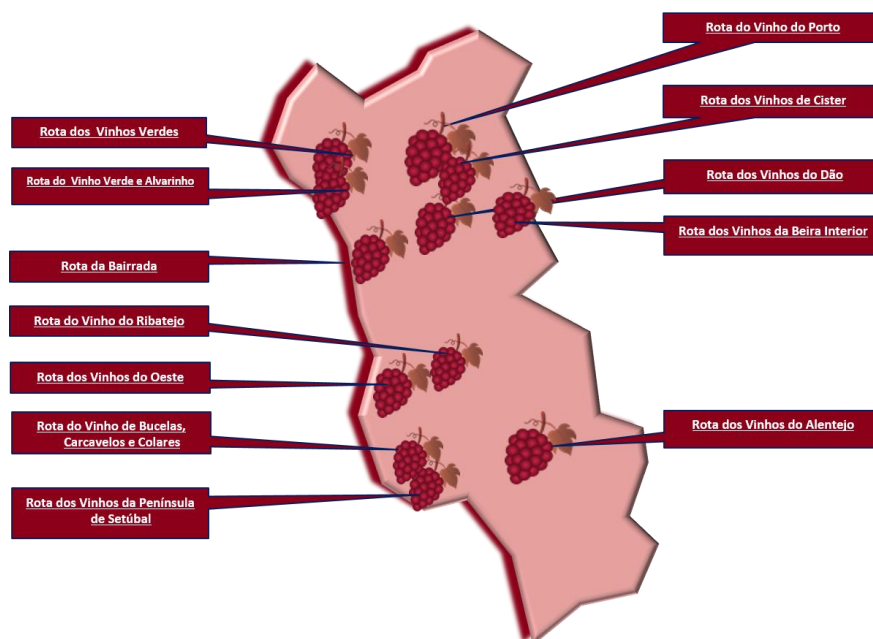 Rota do Vinho do Porto
Rota dos Vinhos de Cister
Rota dos  Vinhos Verdes
Rota do  Vinho Verde e Alvarinho
Rota dos Vinhos do Dão
Rota dos Vinhos da Beira Interior
Rota da Bairrada
Rota do Vinho do Ribatejo
Rota dos Vinhos do Oeste
Rota do Vinho de Bucelas,
Carcavelos e Colares
Rota dos Vinhos do Alentejo
Rota dos Vinhos da Península
de Setúbal